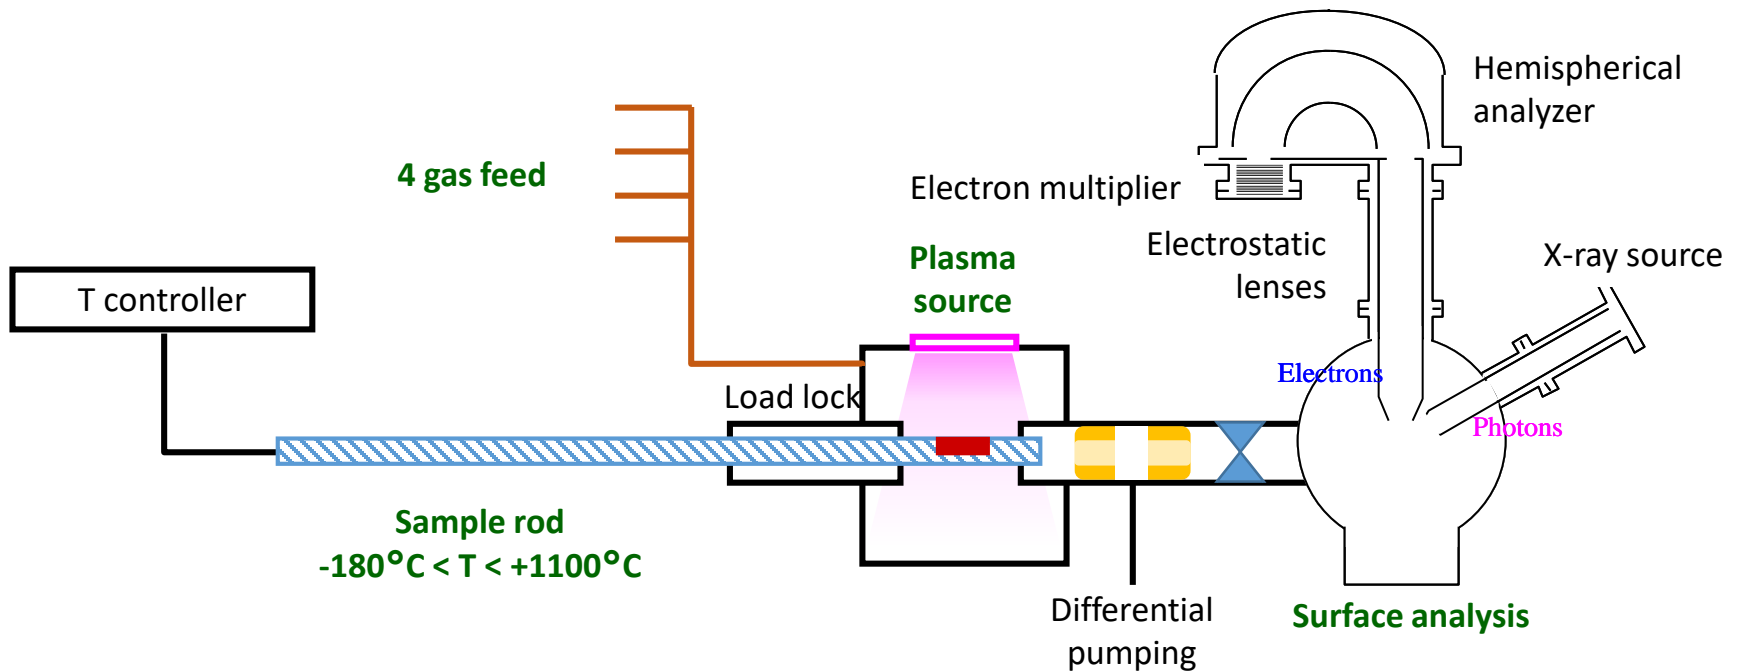 Hemispherical
analyzer
4 gas feed
Electron multiplier
Electrostatic
lenses
X-ray source
Plasma
source
T controller
Electrons
Load lock
Photons
Sample rod
-180°C < T < +1100°C
Differential
pumping
Surface analysis